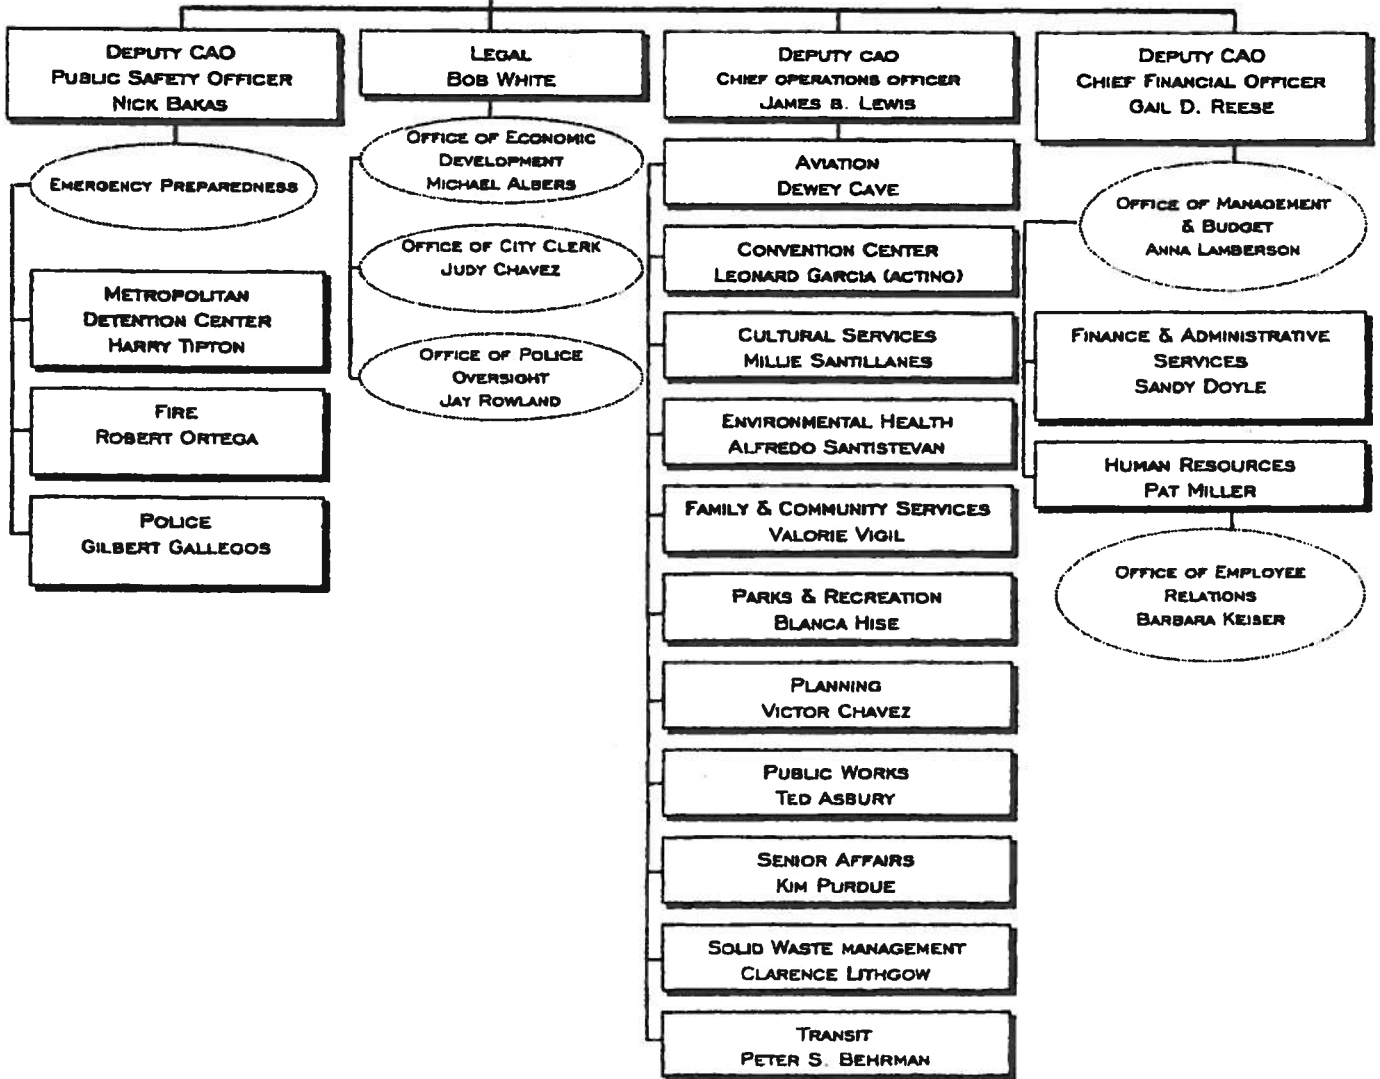 DEPUTY CAO
PUBLIC SAFETY OFFICER
NICK BAKAS
EMERGENCY PREPAREDNESS
METROPOLITAN
DETENTION CENTER
HARRY TIPTON
FIRE
ROBERT ORTEGA
POLICE
GILBERT GALLEGOS
LEGAL
BOB WHITE
OFFICE OF ECONOMIC
DEVELOPMENT
MICHAEL ALBERS
OFFICE OF CITY CLERK
JUDY CHAVEZ
OFFICE OF POLICE
OVERSIGHT
JAY ROWLAND
DEPUTY CAO
CHIEF OPERATIONS OFFICER
JAMES B. LEWIS
AVIATION
DEWEY CAVE
CONVENTION CENTER
LEONARD GARCIA (ACTING)
CULTURAL SERVICES
MILLIE SANTILLANES
ENVIRONMENTAL HEALTH
ALFREDO SANTISTEVAN
FAMILY & COMMUNITY SERVICES
VALORIE VIGIL
PARKS & RECREATION
BLANCA HISE
PLANNING
VICTOR CHAVEZ
PUBLIC WORKS
TED ASBURY
SENIOR AFFAIRS
KIM PURDUE
SOLID WASTE MANAGEMENT
CLARENCE LITHGOW
TRANSIT
PETER S. BEHRMAN
DEPUTY CAO
CHIEF FINANCIAL OFFICER
GAIL D. REESE
OFFICE OF MANAGEMENT
& BUDGET
ANNA LAMBERSON
FINANCE & ADMINISTRATIVE
SERVICES
SANDY DOYLE
HUMAN RESOURCES
PAT MILLER
OFFICE OF EMPLOYEE
RELATIONS
BARBARA KEISER